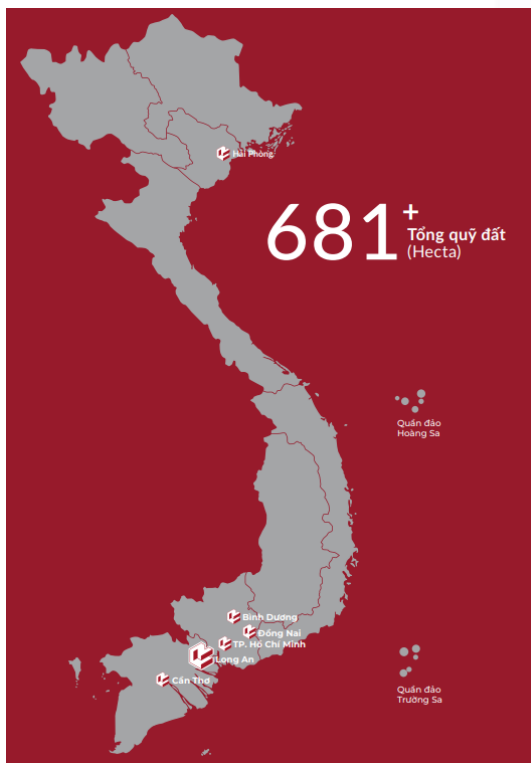 Hải Phòng
681+
Tổng quỹ đất
(Hecta)
Quần đảo
Hoàng Sa
Bình Dương
Đồng Nai
TP. Hồ Chí Minh
Long An
Cần Thơ
Quần đảo
Trường Sa